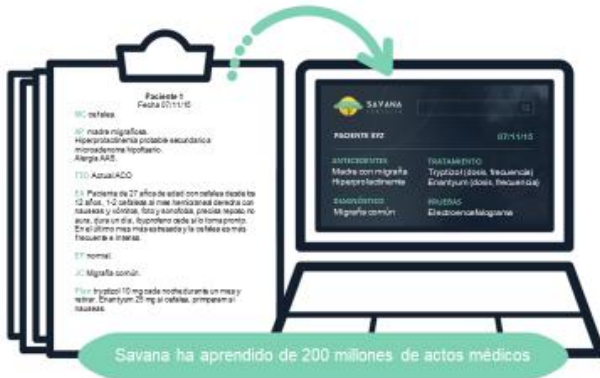 Paciente 1
Fecha 07/11/15
MC cefalea.
AP madre migrañosa.
Hiperprolactinemia probable secundaria a
microadenoma hipofisario.
Alergia AAS.
TTO Actual ACO
EA Paciente de 27 años de edad con cefalea desde los
12 años, 1-2 cefaleas al mes hemicraneal derecha con
nauseas y vómitos, foto y sonofobia, precisa reposo, no
aura, dura un día, ibuprofeno cede si lo toma pronto.
En el último mes más estresada y la cefalea es más
frecuente e intensa.
EF normal.
JC Migraña común.
Plan tryptizol 10 mg cada noche durante un mes y
retirar. Enantyum 25 mg si cefalea, primperam si
nauseas.
SAVANA
PACIENTE XYZ
07/11/15
ANTECEDENTES
Madre con migraña
Hiperprolactinemia
TRATAMIENTO
Tryptizol (dosis, frecuencia)
Enantyum (dosis, frecuencia)
DIAGNÓSTICO
Migraña común
PRUEBAS
Electroencefalograma
Savana ha aprendido de 200 millones de actos médicos